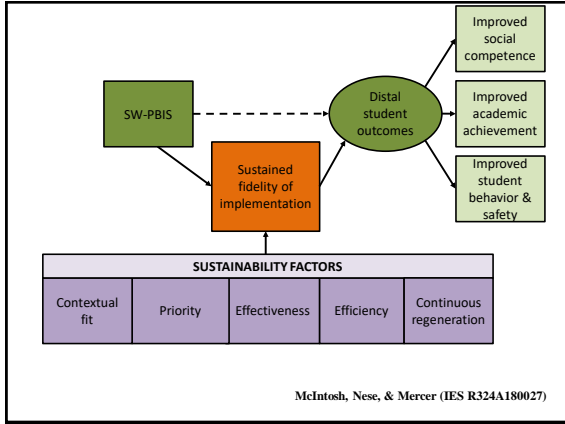 Improved
social
competence
SW-PBIS
Distal
student
outcomes
Improved
academic
achievement
Sustained
fidelity of
implementation
Improved
student
behavior &
safety
SUSTAINABILITY FACTORS
Contextual
fit
Priority
Effectiveness
Efficiency
Continuous
regeneration
McIntosh, Nese, & Mercer (IES R324A180027)